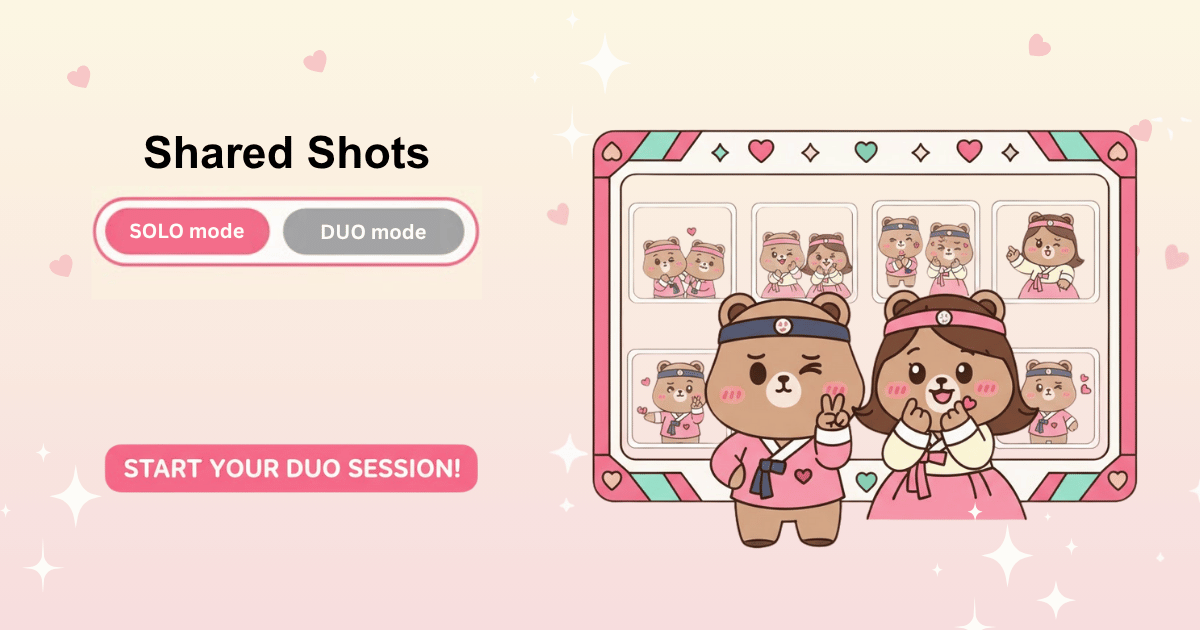 Shared Shots
SOLO mode
DUO mode
START YOUR DUO SESSION!